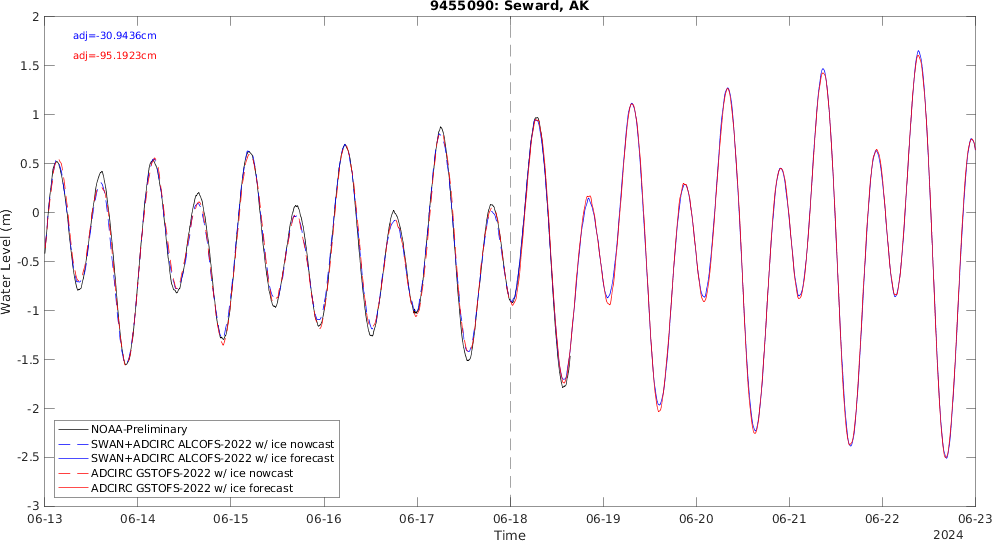 9455090: Seward, AK
adj=-30.9436cm
adj=-95.1923cm
Water Level (m)
2
1.5
1
0.5
0
-0.5
-1
-1.5
-2
-2.5
-3
NOAA-Preliminary
SWAN+ADCIRC ALCOFS-2022 w/ ice nowcast
SWAN+ADCIRC ALCOFS-2022 w/ ice forecast
ADCIRC GSTOFS-2022 w/ ice nowcast
ADCIRC GSTOFS-2022 w/ ice forecast
06-13 06-14 06-15 06-16 06-17 06-18 06-19 06-20 06-21 06-22 06-23
Time
2024